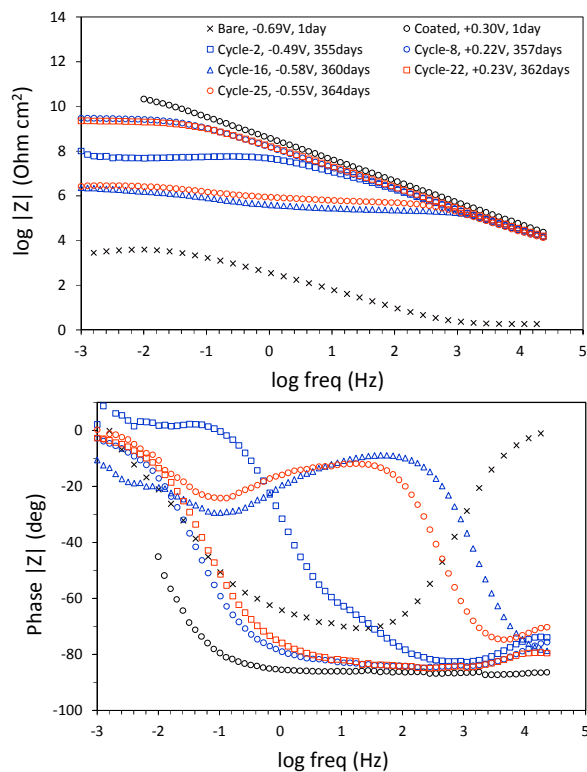 14
12
10
8
6
4
2
0
log |Z| (Ohm cm2)
Bare, -0.69V, 1day
Coated, +0.30V, 1day
Cycle-2, -0.49V, 355days
Cycle-8, +0.22V, 357days
Cycle-16, -0.58V, 360days
Cycle-22, +0.23V, 362days
Cycle-25, -0.55V, 364days
-3 -2 -1 0 1 2 3 4 5
log freq (Hz)
0
-20
-40
-60
-80
-100
Phase |Z| (deg)
-3 -2 -1 0 1 2 3 4 5
log freq (Hz)